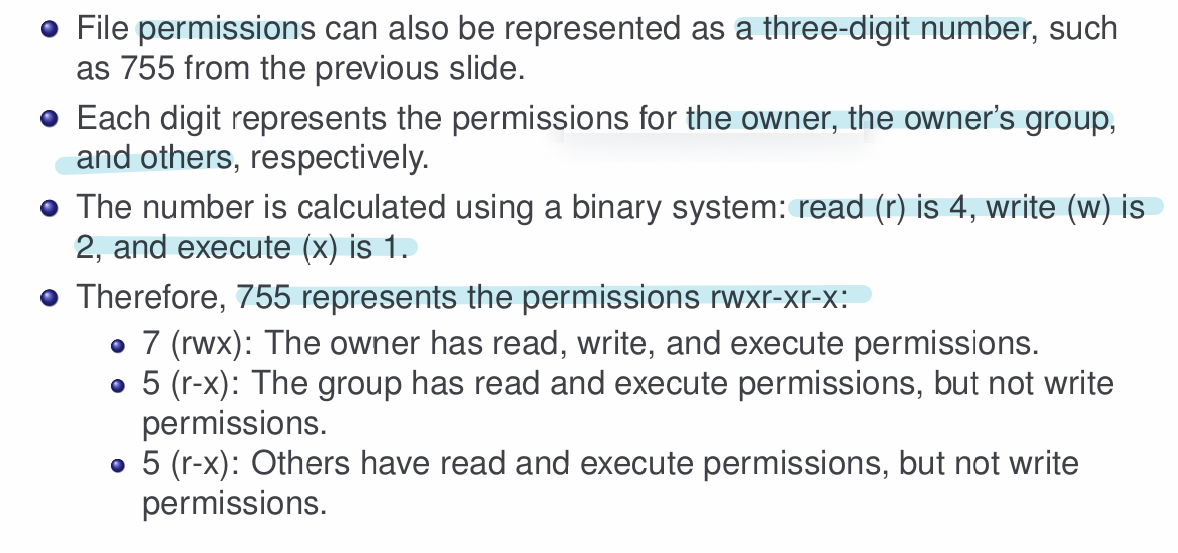 File permissions can also be represented as a three-digit number, such
as 755 from the previous slide.
Each digit represents the permissions for the owner, the owner's group,
and others, respectively.
The number is calculated using a binary system: read (r) is 4, write (w) is
2, and execute (x) is 1.
Therefore, 755 represents the permissions rwxr-xr-x:
7 (rwx): The owner has read, write, and execute permissions.
5 (r-x): The group has read and execute permissions, but not write
permissions.
5 (r-x): Others have read and execute permissions, but not write
permissions.